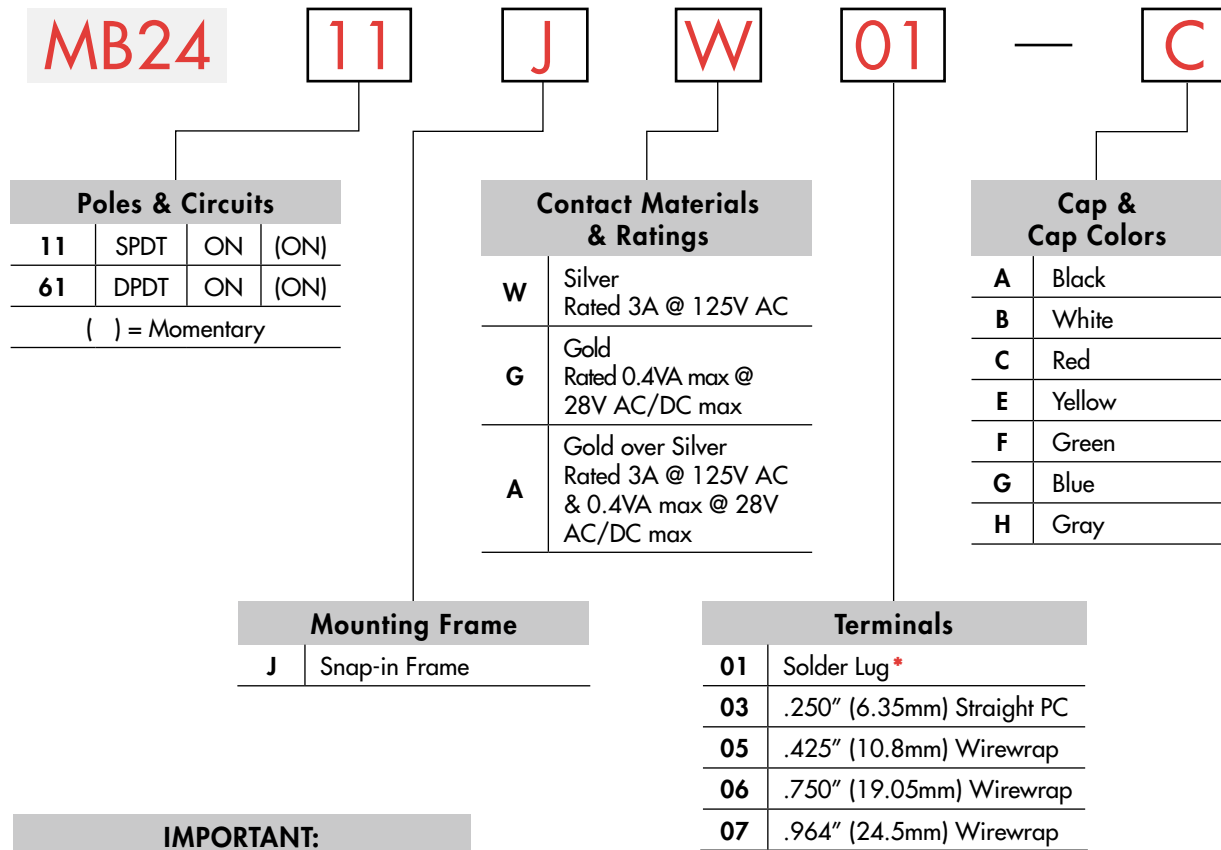 MB24 11 J W 01 — C
Poles & Circuits
11 SPDT ON (ON)
61 DPDT ON (ON)
( ) = Momentary
Contact Materials
& Ratings
W Silver
Rated 3A @ 125V AC
G Gold
Rated 0.4VA max @
28V AC/DC max
A Gold over Silver
Rated 3A @ 125V AC
& 0.4VA max @ 28V
AC/DC max
Cap &
Cap Colors
A Black
B White
C Red
E Yellow
F Green
G Blue
H Gray
Mounting Frame
J Snap-in Frame
Terminals
01 Solder Lug*
03 .250” (6.35mm) Straight PC
05 .425” (10.8mm) Wirewrap
06 .750” (19.05mm) Wirewrap
07 .964” (24.5mm) Wirewrap
IMPORTANT: